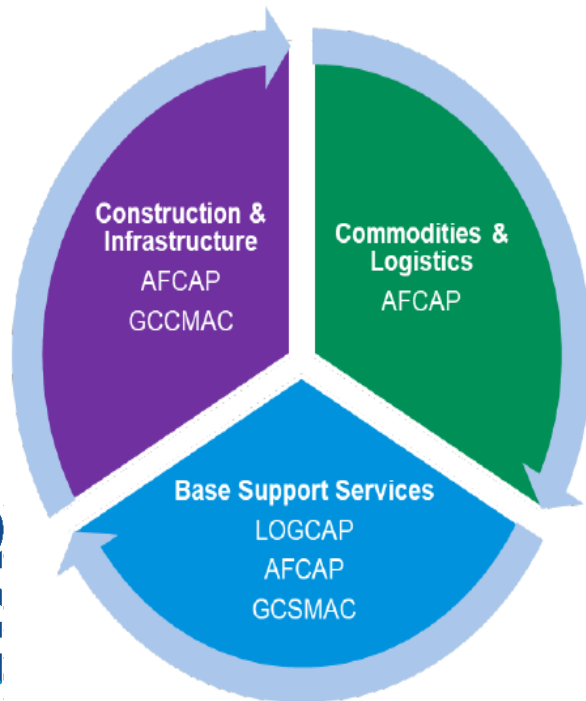 Construction &
Infrastructure
AFCAP
GCCMAC
Commodities &
Logistics
AFCAP
Base Support Services
LOGCAP
AFCAP
GCSMAC